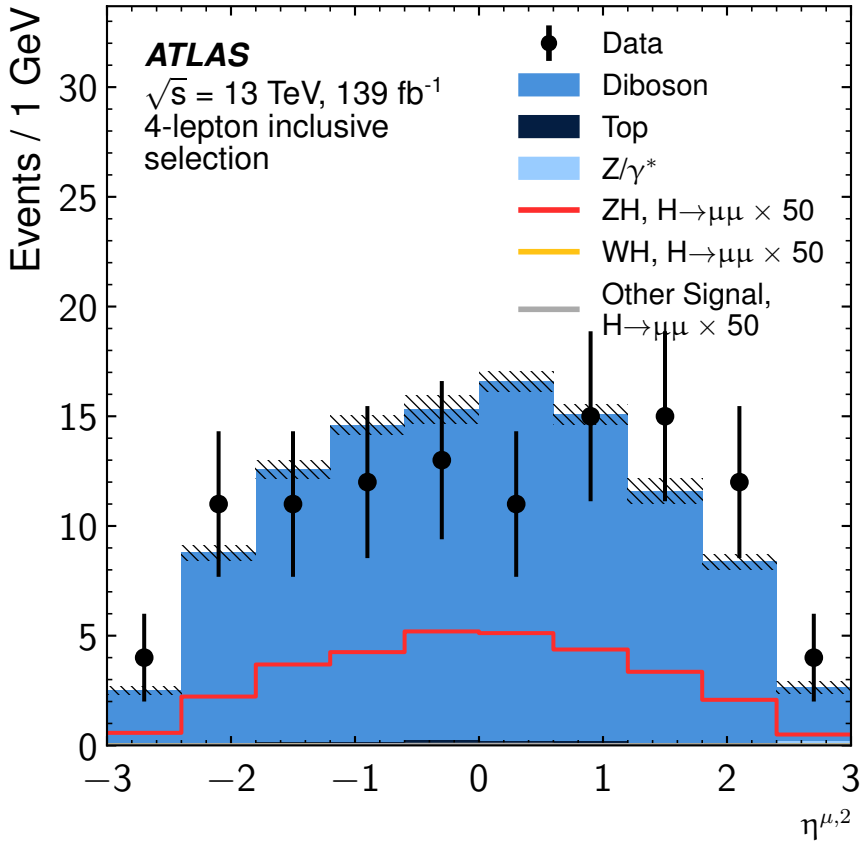 Events / 1 GeV
ATLAS
√s = 13 TeV, 139 fb⁻¹
4-lepton inclusive
selection
Data
Diboson
Top
Z/γ*
ZH, H→μμ × 50
WH, H→μμ × 50
Other Signal,
H→μμ × 50
30
25
20
15
10
5
0
−3 −2 −1 0 1 2 3
η^μ,2